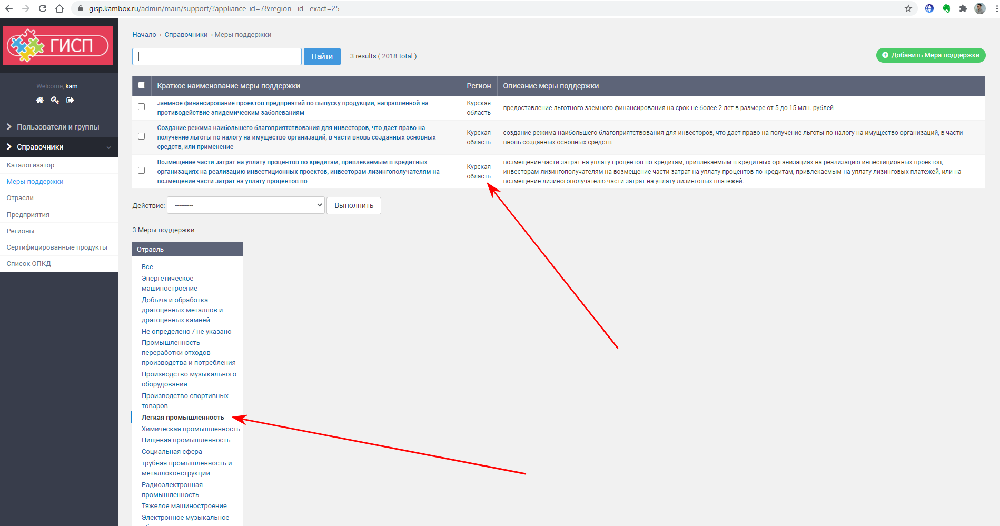 gisp.kambox.ru/admin/main/support/?appliance_id=7&region__id__exact=25
ГИСП
Welcome, kam.
Пользователи и группы
Справочники
Каталогизатор
Меры поддержки
Отрасли
Предприятия
Регионы
Сертифицированные продукты
Список ОПКД
Начало › Справочники › Меры поддержки
Найти
3 results ( 2018 total )
Добавить Мера поддержки
Краткое наименование меры поддержки
Регион
Описание меры поддержки
заемное финансирование проектов предприятий по выпуску продукции, направленной на
противодействие эпидемическим заболеваниям
Курская
область
предоставление льготного заемного финансирования на срок не более 2 лет в размере от 5 до 15 млн. рублей
Создание режима наибольшего благоприятствования для инвесторов, что дает право на
получение льготы по налогу на имущество организаций, в части вновь созданных основных
средств, или применение
Курская
область
создание режима наибольшего благоприятствования для инвесторов, что дает право на получение льготы по налогу на имущество организаций, в части
вновь созданных основных средств
Возмещение части затрат на уплату процентов по кредитам, привлекаемым в кредитных
организациях на реализацию инвестиционных проектов, инвесторам-лизингополучателям на
возмещение части затрат на уплату процентов по
Курская
область
возмещение части затрат на уплату процентов по кредитам, привлекаемым в кредитных организациях на реализацию инвестиционных проектов,
инвесторам-лизингополучателям на возмещение части затрат на уплату процентов по кредитам, привлекаемым на уплату лизинговых платежей, или на
возмещение лизиногополучателю части затрат на уплату лизинговых платежей.
Действие: --------- Выполнить
3 Меры поддержки
Отрасль
Все
Энергетическое
машиностроение
Добыча и обработка
драгоценных металлов и
драгоценных камней
Не определено / не указано
Промышленность
переработки отходов
производства и потребления
Производство музыкального
оборудования
Производство спортивных
товаров
Легкая промышленность
Химическая промышленность
Пищевая промышленность
Социальная сфера
трубная промышленность и
металлоконструкции
Радиоэлектронная
промышленность
Тяжелое машиностроение
Электронное музыкальное